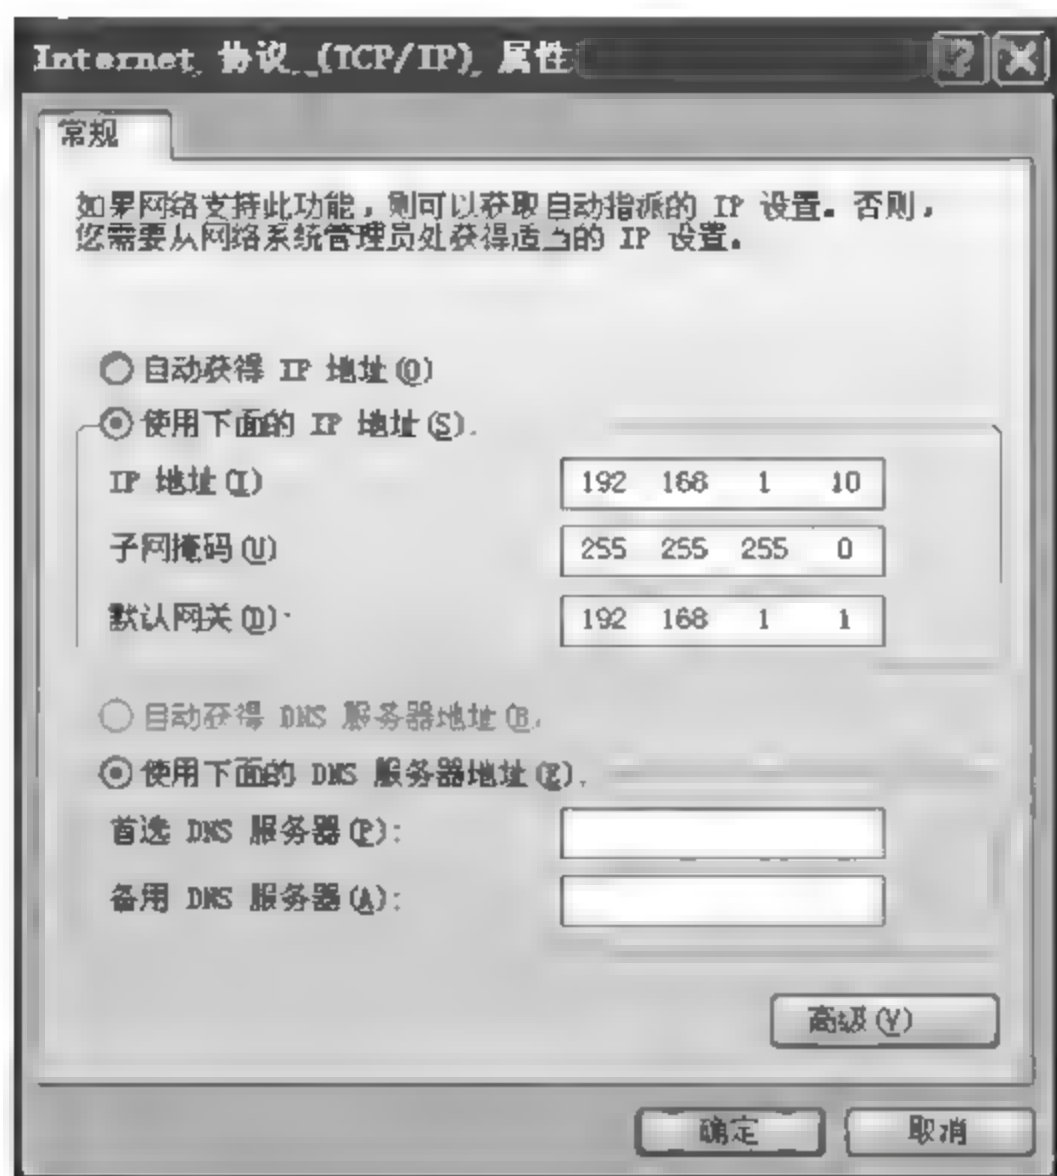 Internet 协议 (TCP/IP) 属性
常规
如果网络支持此功能，则可以获取自动指派的 IP 设置。否则，
您需要从网络系统管理员处获得适当的 IP 设置。
自动获得 IP 地址(O)
使用下面的 IP 地址(S).
IP 地址(I) 192 168 1 10
子网掩码(U) 255 255 255 0
默认网关(D): 192 168 1 1
自动获得 DNS 服务器地址(B.
使用下面的 DNS 服务器地址(E).
首选 DNS 服务器(P):
备用 DNS 服务器(A):
高级(V)
确定 取消